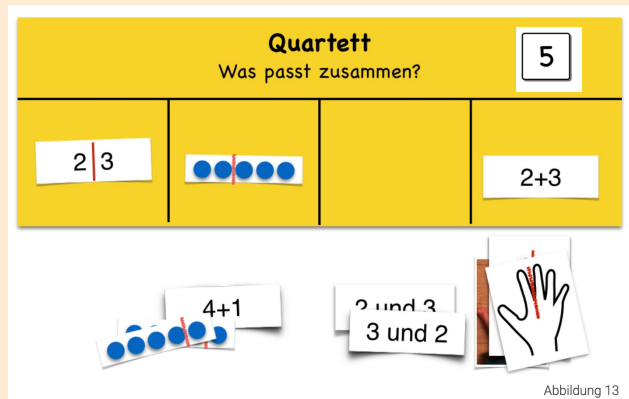 Quartett
Was passt zusammen?
5
2 3
2+3
4+1
2 und 3
3 und 2
Abbildung 13